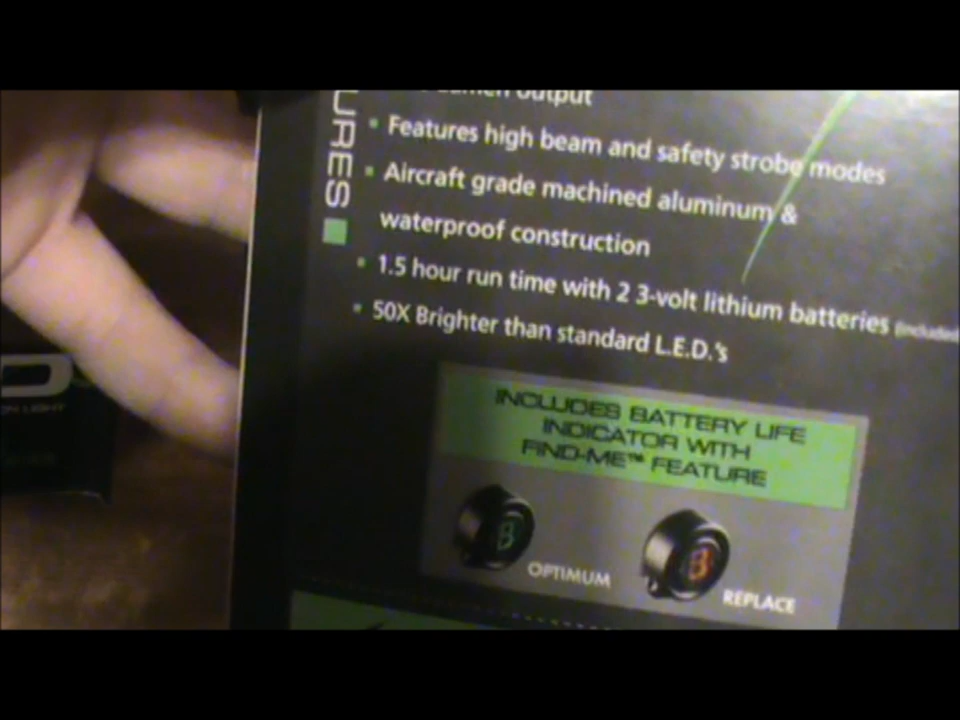 URES
output
Features high beam and safety strobe modes
Aircraft grade machined aluminum &
waterproof construction
1.5 hour run time with 2 3-volt lithium batteries (included
50X Brighter than standard L.E.D.'s
INCLUDES BATTERY LIFE
INDICATOR WITH
FIND-ME™ FEATURE
B
OPTIMUM
B
REPLACE